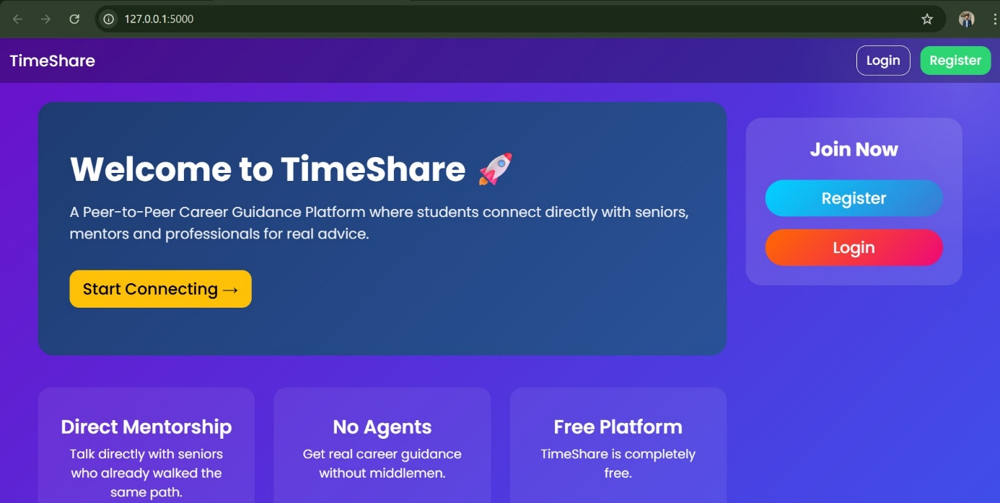 127.0.0.1:5000
TimeShare
Login
Register
Welcome to TimeShare 🚀
A Peer-to-Peer Career Guidance Platform where students connect directly with seniors,
mentors and professionals for real advice.
Start Connecting →
Join Now
Register
Login
Direct Mentorship
Talk directly with seniors
who already walked the
same path.
No Agents
Get real career guidance
without middlemen.
Free Platform
TimeShare is completely
free.